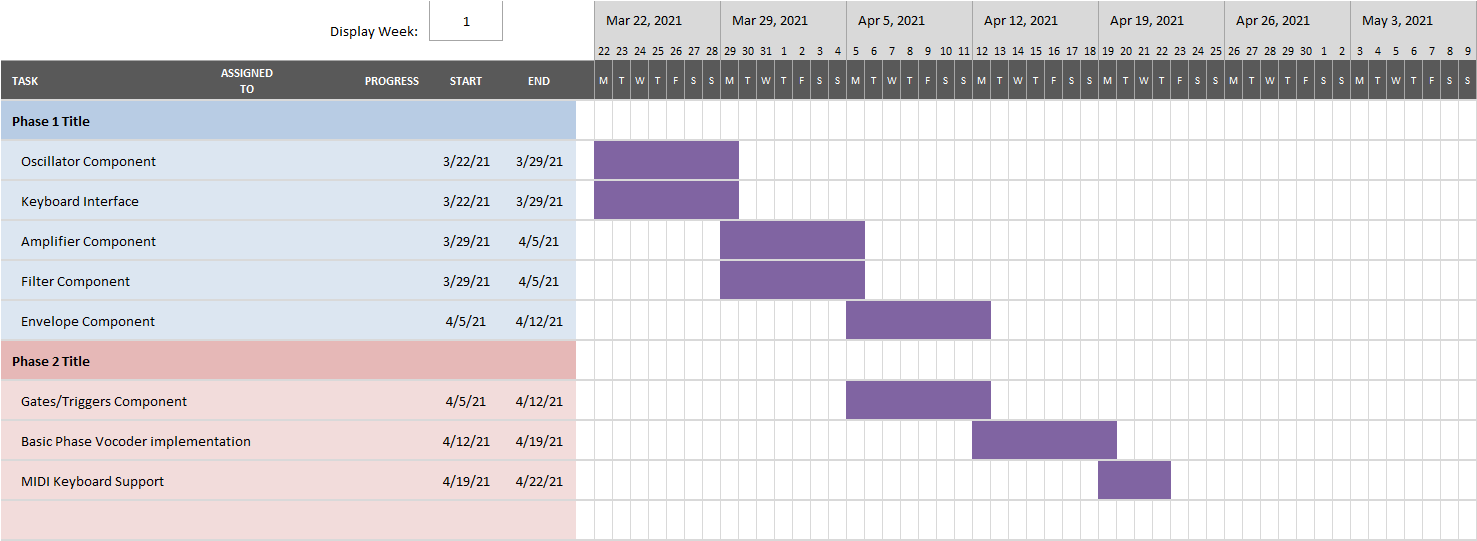 Display Week: 1
Mar 22, 2021 Mar 29, 2021 Apr 5, 2021 Apr 12, 2021 Apr 19, 2021 Apr 26, 2021 May 3, 2021
22 23 24 25 26 27 28 29 30 31 1 2 3 4 5 6 7 8 9 10 11 12 13 14 15 16 17 18 19 20 21 22 23 24 25 26 27 28 29 30 1 2 3 4 5 6 7 8 9
TASK ASSIGNED TO PROGRESS START END M T W T F S S M T W T F S S M T W T F S S M T W T F S S M T W T F S S M T W T F S S M T W T F S S
Phase 1 Title
Oscillator Component 3/22/21 3/29/21
Keyboard Interface 3/22/21 3/29/21
Amplifier Component 3/29/21 4/5/21
Filter Component 3/29/21 4/5/21
Envelope Component 4/5/21 4/12/21
Phase 2 Title
Gates/Triggers Component 4/5/21 4/12/21
Basic Phase Vocoder implementation 4/12/21 4/19/21
MIDI Keyboard Support 4/19/21 4/22/21